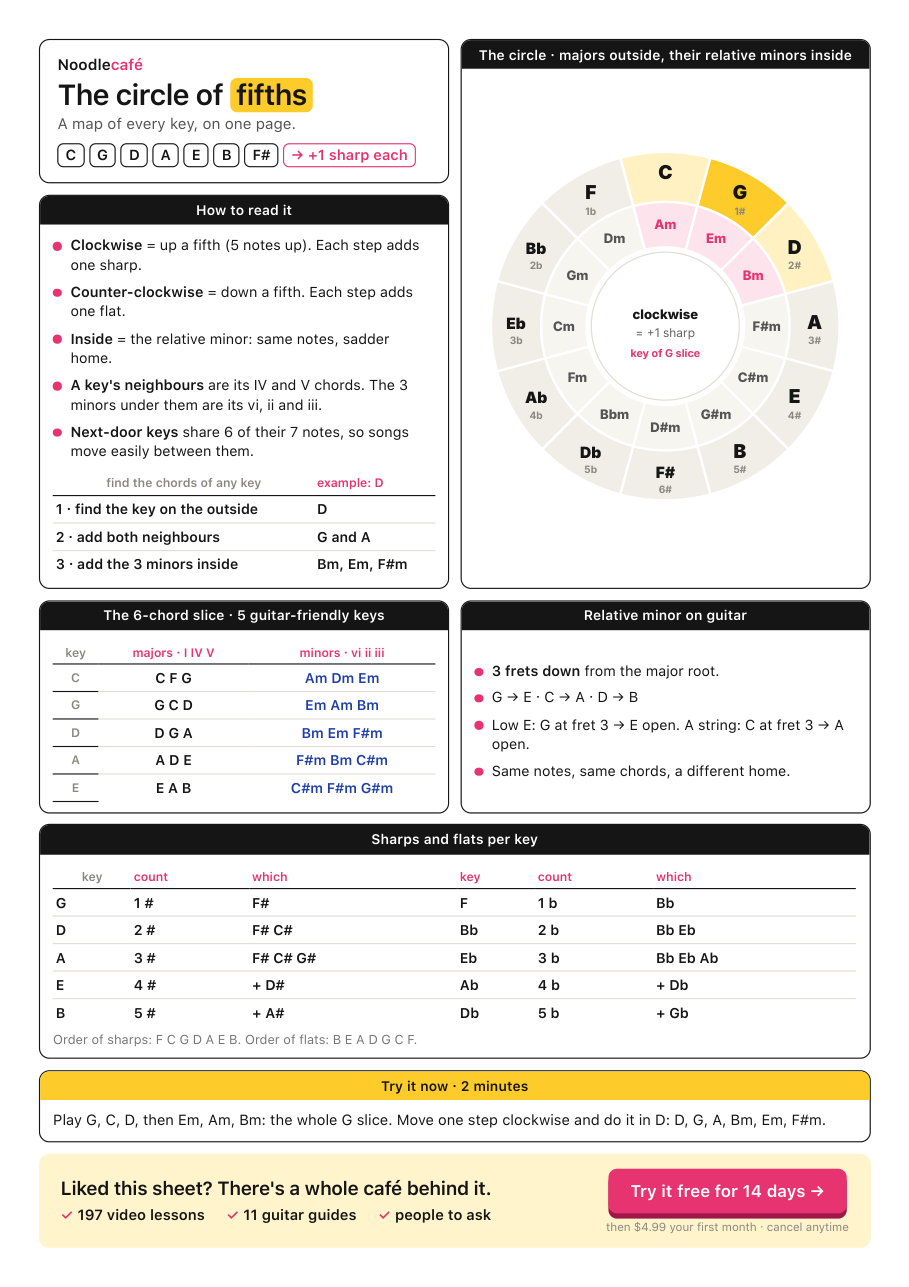 Noodlecafé
The circle of fifths
A map of every key, on one page.
C G D A E B F# → +1 sharp each
How to read it
Clockwise = up a fifth (5 notes up). Each step adds
one sharp.
Counter-clockwise = down a fifth. Each step adds
one flat.
Inside = the relative minor: same notes, sadder
home.
A key's neighbours are its IV and V chords. The 3
minors under them are its vi, ii and iii.
Next-door keys share 6 of their 7 notes, so songs
move easily between them.
find the chords of any key example: D
1 · find the key on the outside D
2 · add both neighbours G and A
3 · add the 3 minors inside Bm, Em, F#m
The circle · majors outside, their relative minors inside
C
G
1#
D
2#
A
3#
E
4#
B
5#
F#
6#
Db
5b
Ab
4b
Eb
3b
Bb
2b
F
1b
Am
Em
Bm
F#m
C#m
G#m
D#m
Bbm
Fm
Cm
Gm
Dm
clockwise
= +1 sharp
key of G slice
The 6-chord slice · 5 guitar-friendly keys
key majors · I IV V minors · vi ii iii
C C F G Am Dm Em
G G C D Em Am Bm
D D G A Bm Em F#m
A A D E F#m Bm C#m
E E A B C#m F#m G#m
Relative minor on guitar
3 frets down from the major root.
G → E · C → A · D → B
Low E: G at fret 3 → E open. A string: C at fret 3 → A
open.
Same notes, same chords, a different home.
Sharps and flats per key
key count which key count which
G 1 # F# F 1 b Bb
D 2 # F# C# Bb 2 b Bb Eb
A 3 # F# C# G# Eb 3 b Bb Eb Ab
E 4 # + D# Ab 4 b + Db
B 5 # + A# Db 5 b + Gb
Order of sharps: F C G D A E B. Order of flats: B E A D G C F.
Try it now · 2 minutes
Play G, C, D, then Em, Am, Bm: the whole G slice. Move one step clockwise and do it in D: D, G, A, Bm, Em, F#m.
Liked this sheet? There's a whole café behind it.
✓ 197 video lessons ✓ 11 guitar guides ✓ people to ask
Try it free for 14 days →
then $4.99 your first month · cancel anytime